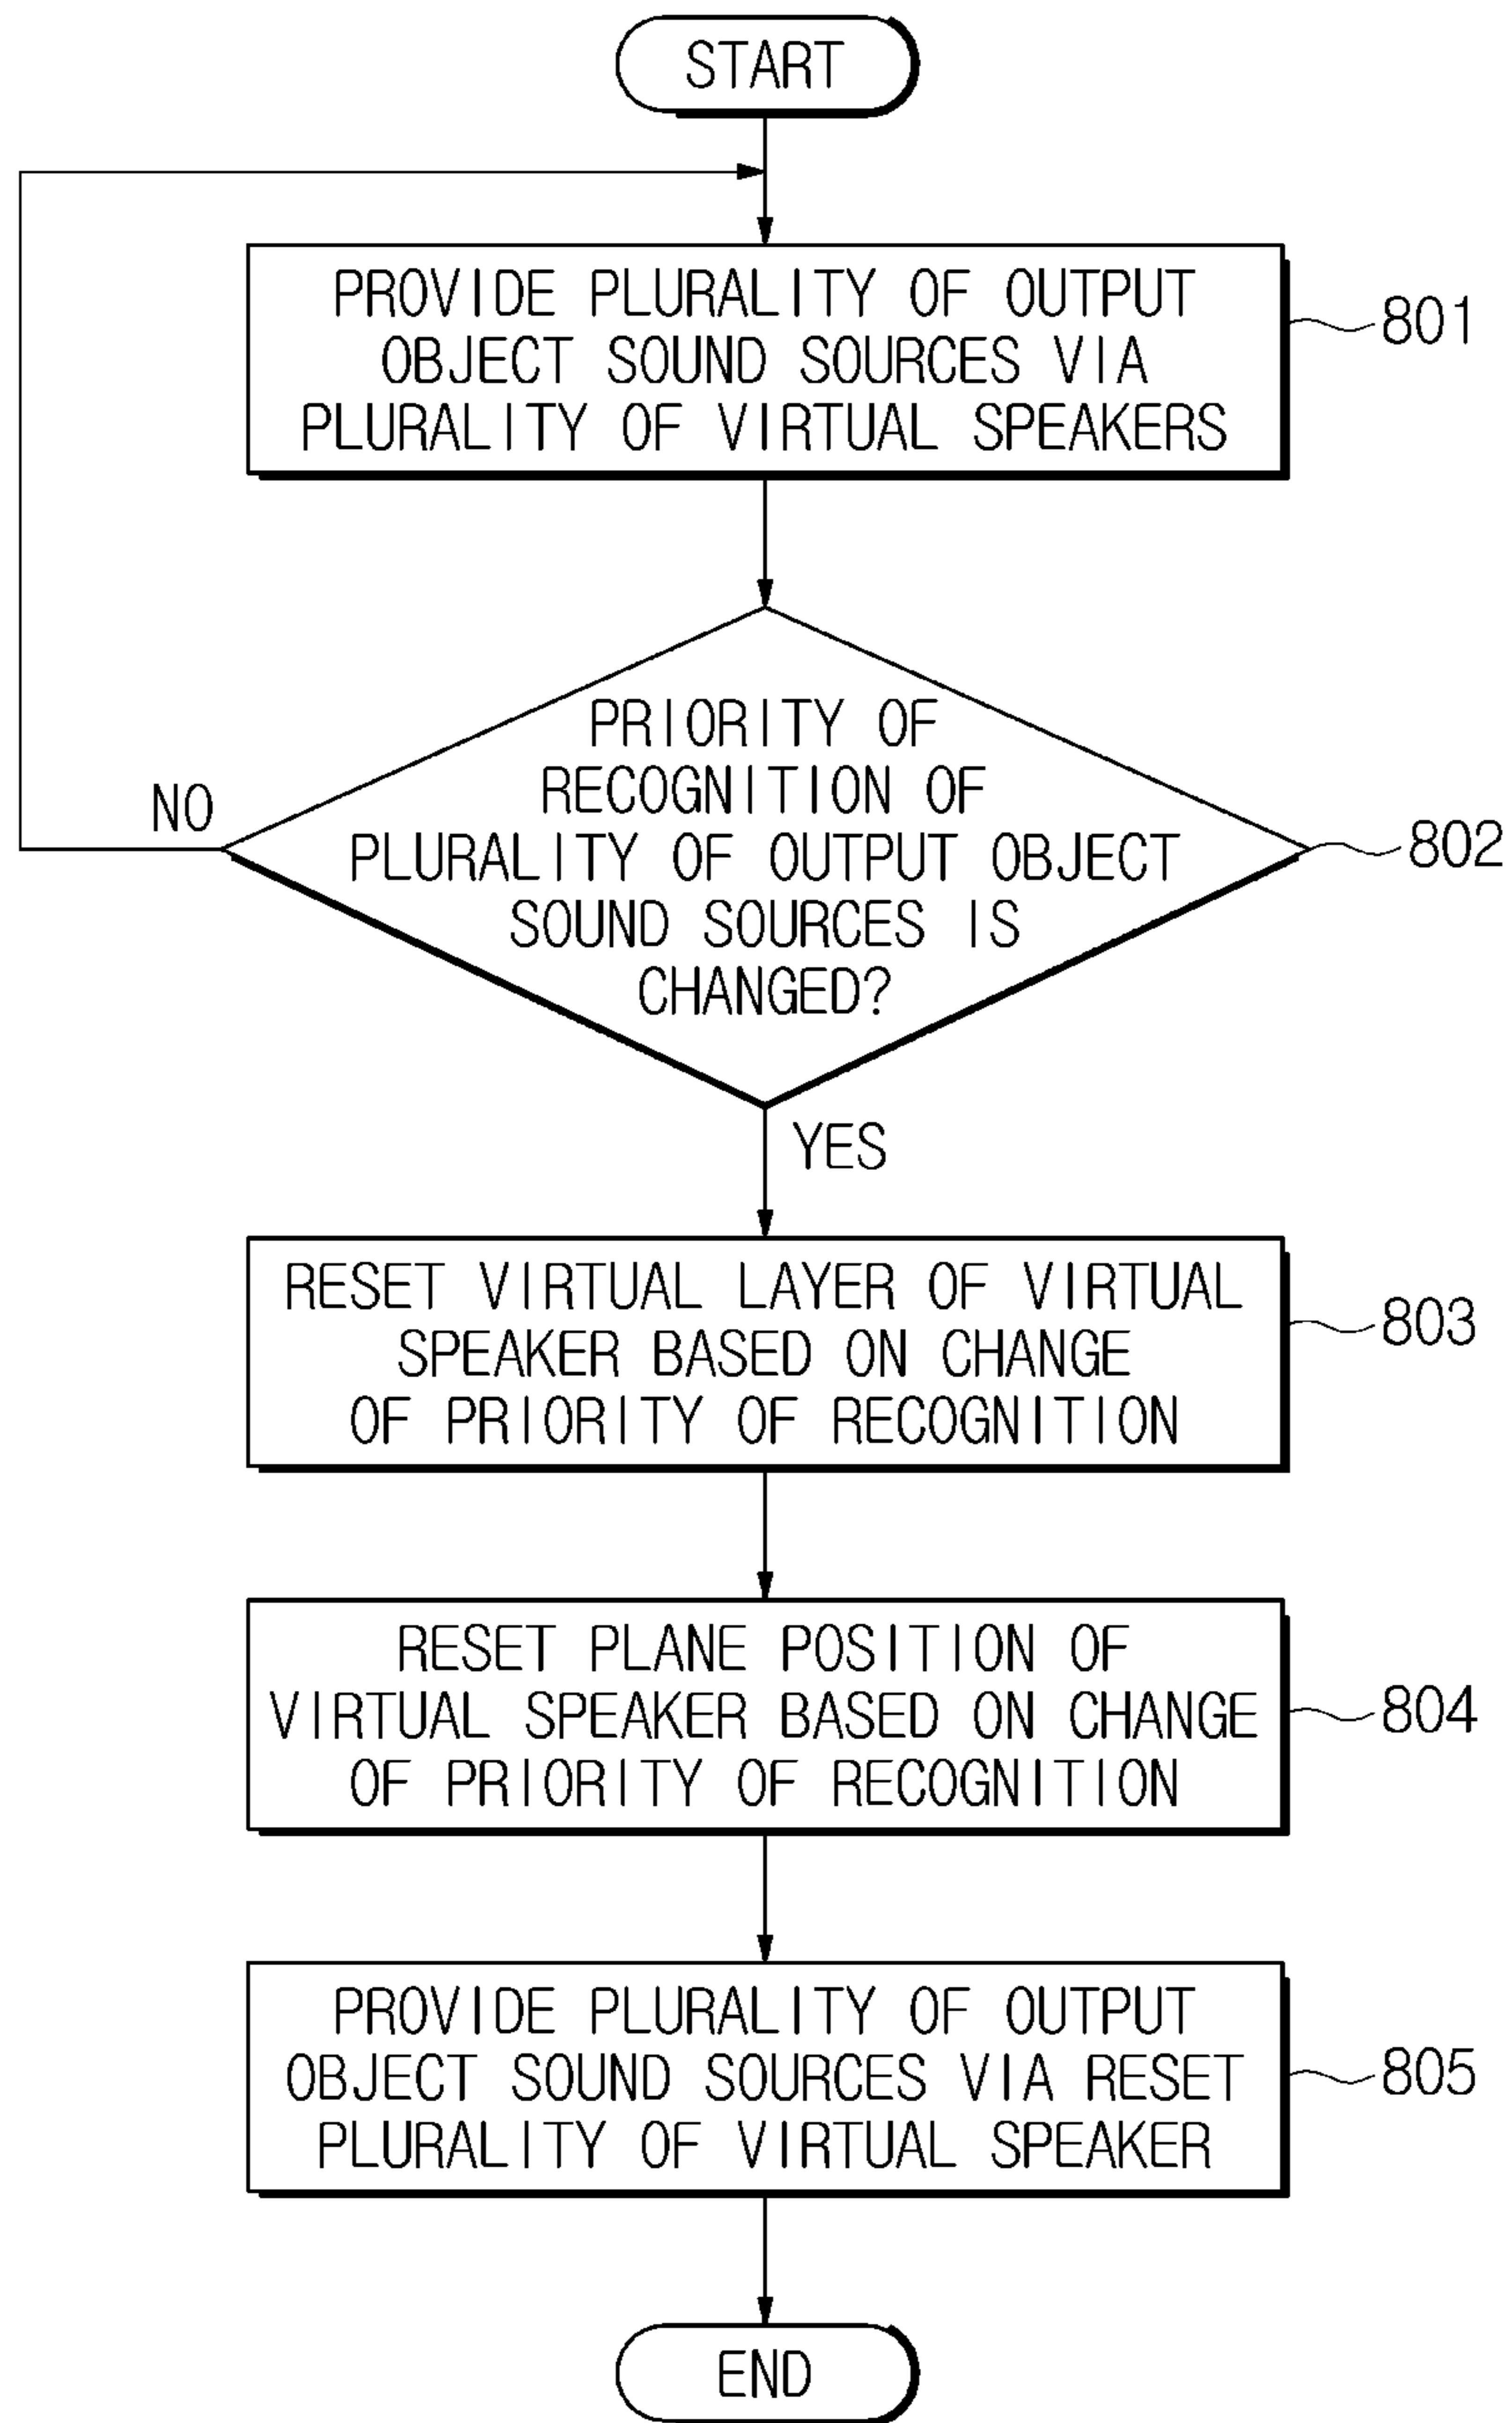 START
PROVIDE PLURALITY OF OUTPUT
OBJECT SOUND SOURCES VIA
PLURALITY OF VIRTUAL SPEAKERS
801
PRIORITY OF
RECOGNITION OF
PLURALITY OF OUTPUT OBJECT
SOUND SOURCES IS
CHANGED?
NO
802
YES
RESET VIRTUAL LAYER OF VIRTUAL
SPEAKER BASED ON CHANGE
OF PRIORITY OF RECOGNITION
803
RESET PLANE POSITION OF
VIRTUAL SPEAKER BASED ON CHANGE
OF PRIORITY OF RECOGNITION
804
PROVIDE PLURALITY OF OUTPUT
OBJECT SOUND SOURCES VIA RESET
PLURALITY OF VIRTUAL SPEAKER
805
END